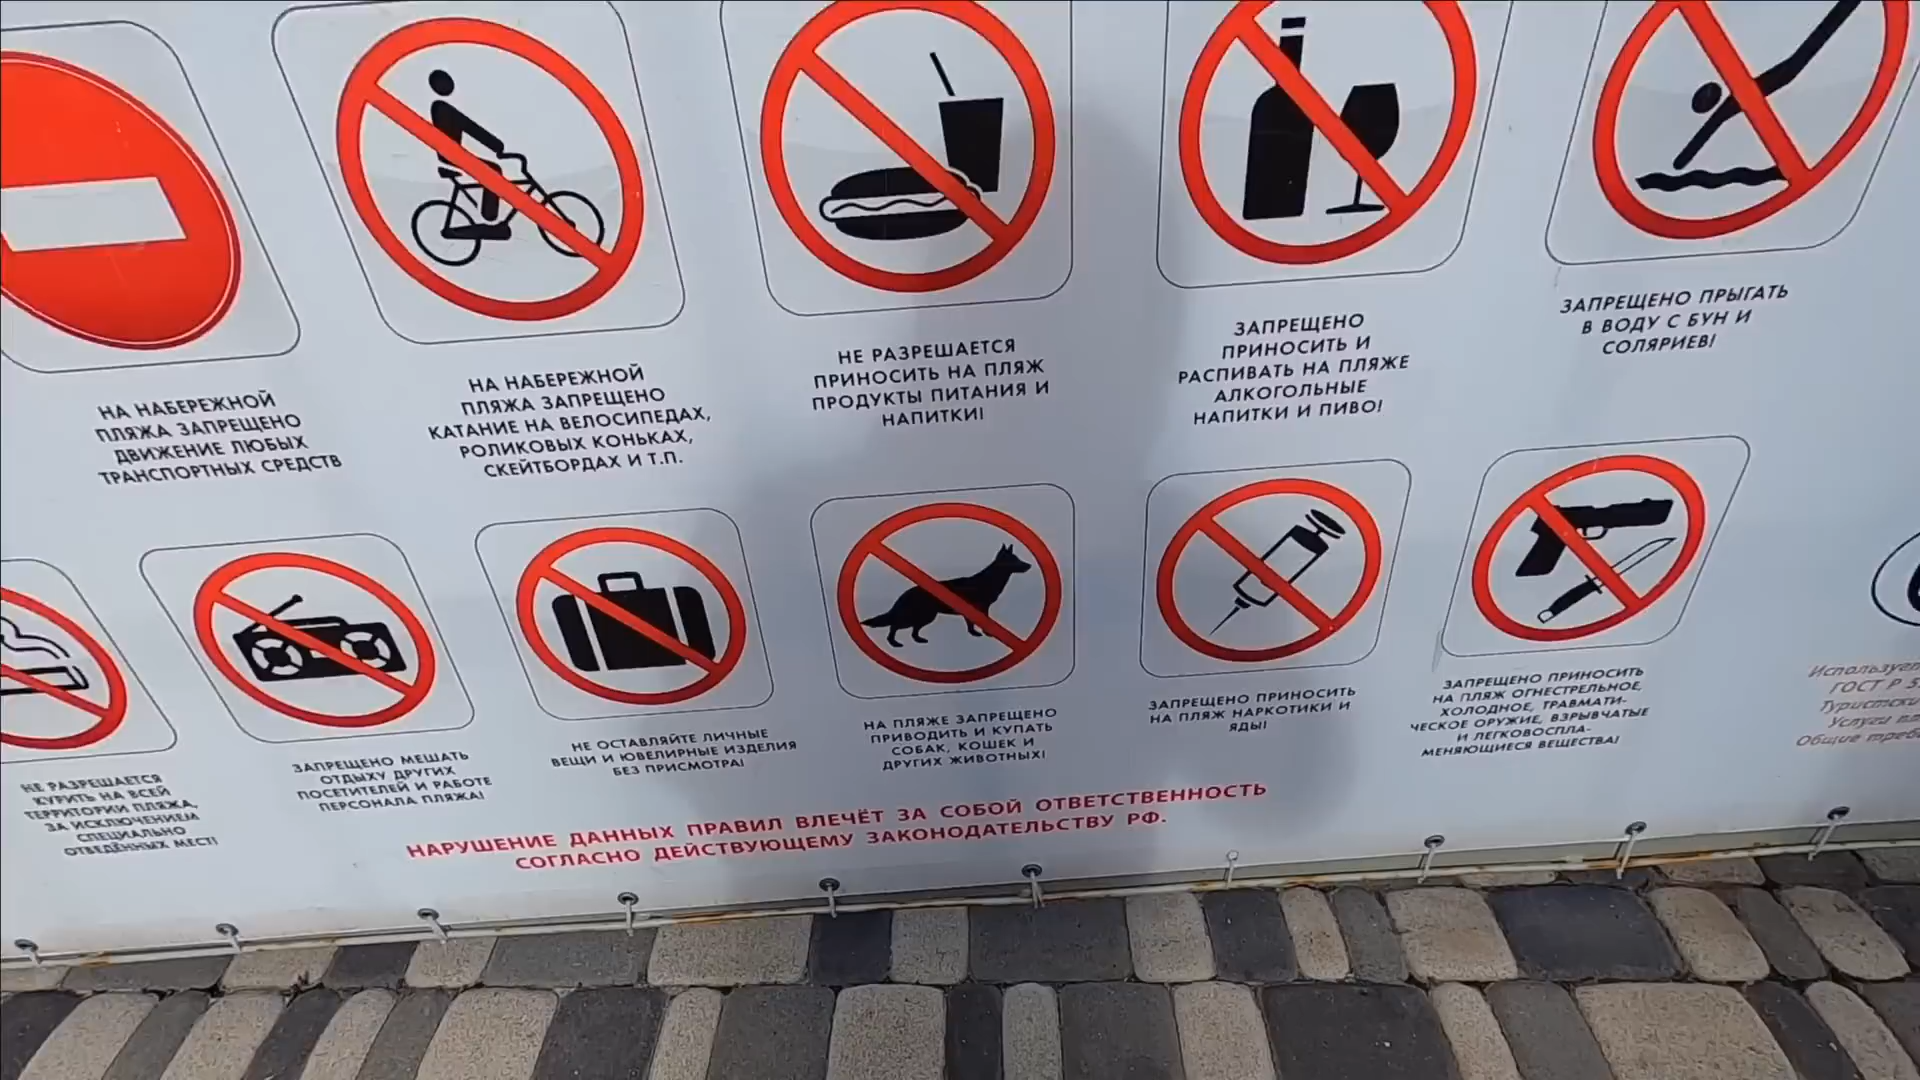 НА НАБЕРЕЖНОЙ
ПЛЯЖА ЗАПРЕЩЕНО
ДВИЖЕНИЕ ЛЮБЫХ
ТРАНСПОРТНЫХ СРЕДСТВ
НА НАБЕРЕЖНОЙ
ПЛЯЖА ЗАПРЕЩЕНО
КАТАНИЕ НА ВЕЛОСИПЕДАХ,
РОЛИКОВЫХ КОНЬКАХ,
СКЕЙТБОРДАХ И Т.П.
НЕ РАЗРЕШАЕТСЯ
ПРИНОСИТЬ НА ПЛЯЖ
ПРОДУКТЫ ПИТАНИЯ И
НАПИТКИ!
ЗАПРЕЩЕНО
ПРИНОСИТЬ И
РАСПИВАТЬ НА ПЛЯЖЕ
АЛКОГОЛЬНЫЕ
НАПИТКИ И ПИВО!
ЗАПРЕЩЕНО ПРЫГАТЬ
В ВОДУ С БУН И
СОЛЯРИЕВ!
НЕ РАЗРЕШАЕТСЯ
КУРИТЬ НА ВСЕЙ
ТЕРРИТОРИИ ПЛЯЖА,
ЗА ИСКЛЮЧЕНИЕМ
СПЕЦИАЛЬНО
ОТВЕДЁННЫХ МЕСТ!
ЗАПРЕЩЕНО МЕШАТЬ
ОТДЫХУ ДРУГИХ
ПОСЕТИТЕЛЕЙ И РАБОТЕ
ПЕРСОНАЛА ПЛЯЖА!
НЕ ОСТАВЛЯЙТЕ ЛИЧНЫЕ
ВЕЩИ И ЮВЕЛИРНЫЕ ИЗДЕЛИЯ
БЕЗ ПРИСМОТРА!
НА ПЛЯЖЕ ЗАПРЕЩЕНО
ПРИВОДИТЬ И КУПАТЬ
СОБАК, КОШЕК И
ДРУГИХ ЖИВОТНЫХ!
ЗАПРЕЩЕНО ПРИНОСИТЬ
НА ПЛЯЖ НАРКОТИКИ И
ЯДЫ!
ЗАПРЕЩЕНО ПРИНОСИТЬ
НА ПЛЯЖ ОГНЕСТРЕЛЬНОЕ,
ХОЛОДНОЕ, ТРАВМАТИ-
ЧЕСКОЕ ОРУЖИЕ, ВЗРЫВЧАТЫЕ
И ЛЕГКОВОСПЛА-
МЕНЯЮЩИЕСЯ ВЕЩЕСТВА!
ГОСТ Р 5
Услуги
Общие
НАРУШЕНИЕ ДАННЫХ ПРАВИЛ ВЛЕЧЁТ ЗА СОБОЙ ОТВЕТСТВЕННОСТЬ
СОГЛАСНО ДЕЙСТВУЮЩЕМУ ЗАКОНОДАТЕЛЬСТВУ РФ.